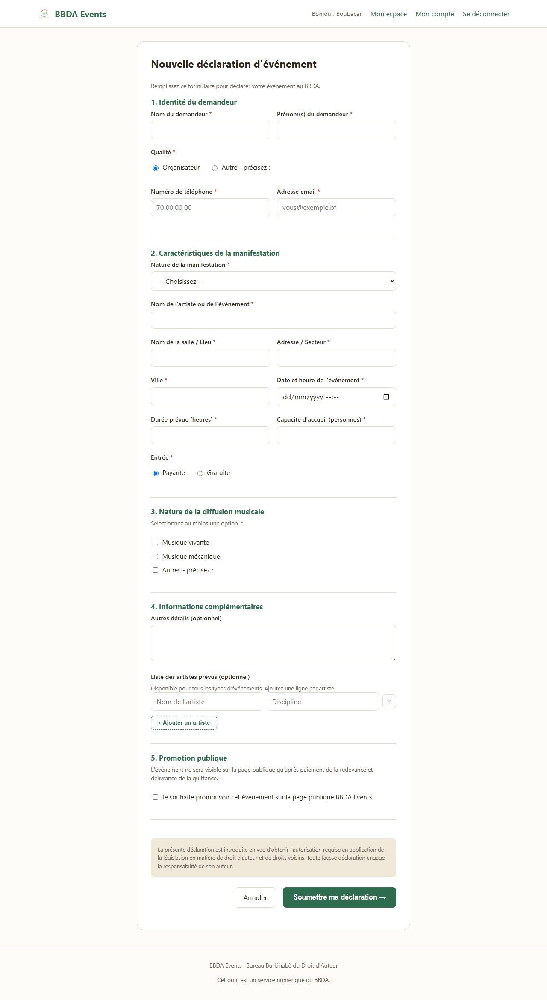 BBDA Events
Bonjour, Boubacar Mon espace Mon compte Se déconnecter
Nouvelle déclaration d'événement
Remplissez ce formulaire pour déclarer votre événement au BBDA.
1. Identité du demandeur
Nom du demandeur * Prénom(s) du demandeur *
Qualité *
Organisateur Autre - précisez :
Numéro de téléphone * Adresse email *
70 00 00 00 vous@exemple.bf
2. Caractéristiques de la manifestation
Nature de la manifestation *
-- Choisissez --
Nom de l'artiste ou de l'événement *
Nom de la salle / Lieu * Adresse / Secteur *
Ville * Date et heure de l'événement *
dd/mm/yyyy --:--
Durée prévue (heures) * Capacité d'accueil (personnes) *
Entrée *
Payante Gratuite
3. Nature de la diffusion musicale
Sélectionnez au moins une option. *
Musique vivante
Musique mécanique
Autres - précisez :
4. Informations complémentaires
Autres détails (optionnel)
Liste des artistes prévus (optionnel)
Disponible pour tous les types d'événements. Ajoutez une ligne par artiste.
Nom de l'artiste Discipline ×
+ Ajouter un artiste
5. Promotion publique
L'événement ne sera visible sur la page publique qu'après paiement de la redevance et
délivrance de la quittance.
Je souhaite promouvoir cet événement sur la page publique BBDA Events
La présente déclaration est introduite en vue d'obtenir l'autorisation requise en application de
la législation en matière de droit d'auteur et de droits voisins. Toute fausse déclaration engage
la responsabilité de son auteur.
Annuler Soumettre ma déclaration →
BBDA Events : Bureau Burkinabè du Droit d'Auteur
Cet outil est un service numérique du BBDA.